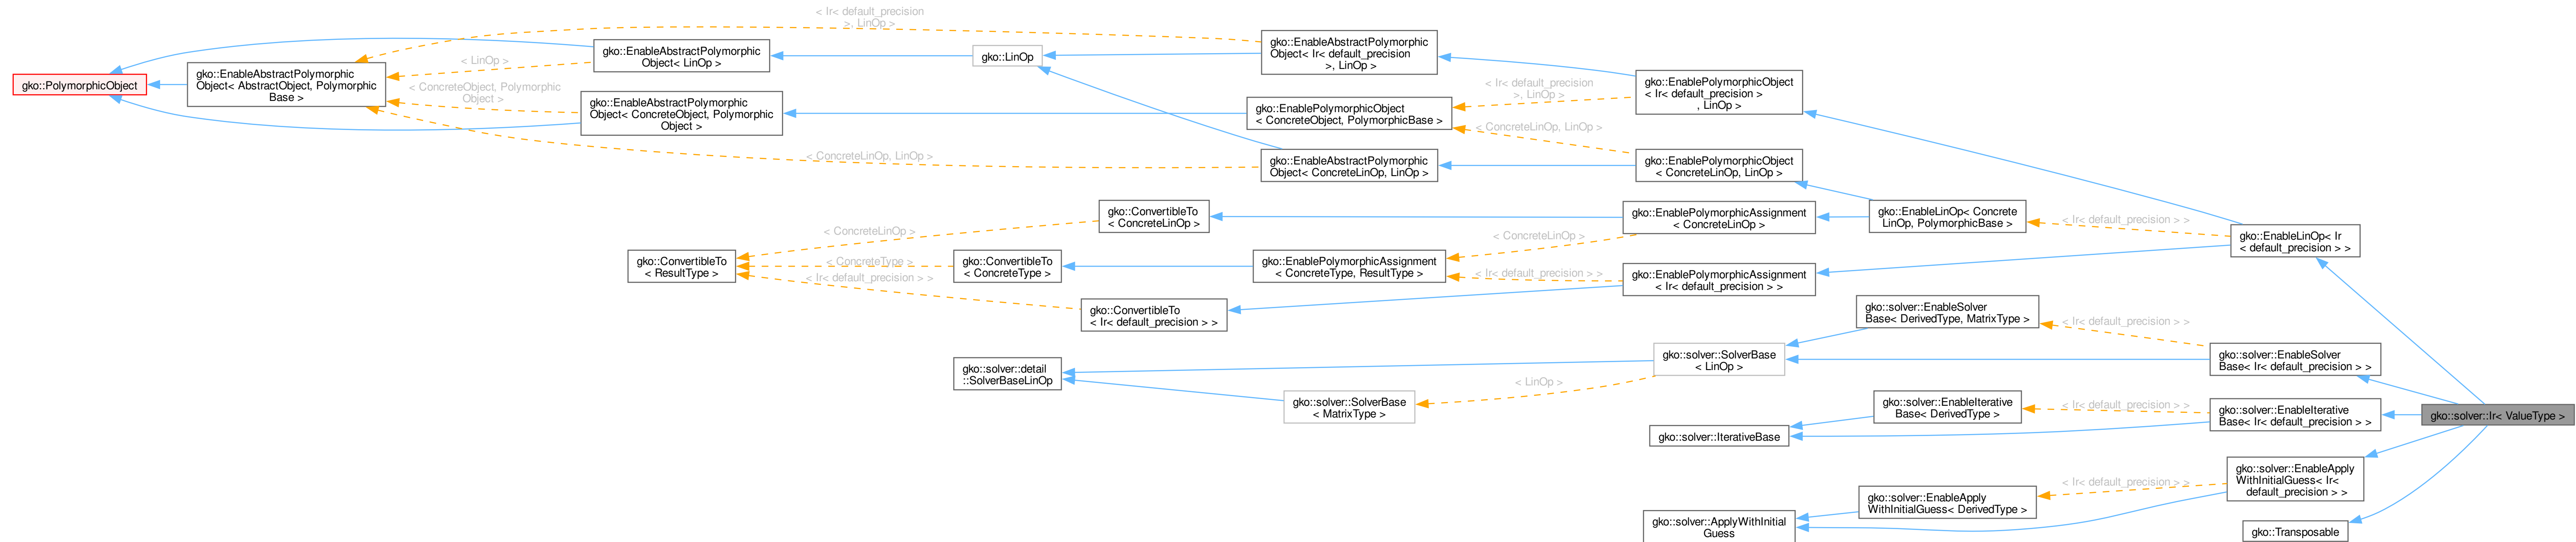 gko::PolymorphicObject
gko::EnableAbstractPolymorphic
Object< AbstractObject, Polymorphic
Base >
< Ir< default_precision
>, LinOp >
< LinOp >
< ConcreteObject, Polymorphic
Object >
< ConcreteLinOp, LinOp >
gko::EnableAbstractPolymorphic
Object< LinOp >
gko::EnableAbstractPolymorphic
Object< ConcreteObject, Polymorphic
Object >
gko::LinOp
gko::EnableAbstractPolymorphic
Object< Ir< default_precision
>, LinOp >
gko::EnablePolymorphicObject
< ConcreteObject, PolymorphicBase >
gko::EnableAbstractPolymorphic
Object< ConcreteLinOp, LinOp >
< Ir< default_precision
>, LinOp >
< ConcreteLinOp, LinOp >
gko::EnablePolymorphicObject
< Ir< default_precision >
, LinOp >
gko::EnablePolymorphicObject
< ConcreteLinOp, LinOp >
gko::ConvertibleTo
< ResultType >
< ConcreteLinOp >
< ConcreteType >
< Ir< default_precision > >
gko::ConvertibleTo
< ConcreteLinOp >
gko::ConvertibleTo
< ConcreteType >
gko::ConvertibleTo
< Ir< default_precision > >
gko::EnablePolymorphicAssignment
< ConcreteType, ResultType >
< ConcreteLinOp >
< Ir< default_precision > >
gko::EnablePolymorphicAssignment
< ConcreteLinOp >
gko::EnablePolymorphicAssignment
< Ir< default_precision > >
gko::EnableLinOp< Concrete
LinOp, PolymorphicBase >
< Ir< default_precision > >
gko::EnableLinOp< Ir
< default_precision > >
gko::solver::detail
::SolverBaseLinOp
gko::solver::SolverBase
< MatrixType >
< LinOp >
gko::solver::SolverBase
< LinOp >
gko::solver::EnableSolver
Base< DerivedType, MatrixType >
< Ir< default_precision > >
gko::solver::EnableSolver
Base< Ir< default_precision > >
gko::solver::IterativeBase
gko::solver::EnableIterative
Base< DerivedType >
< Ir< default_precision > >
gko::solver::EnableIterative
Base< Ir< default_precision > >
gko::solver::Ir< ValueType >
gko::solver::ApplyWithInitial
Guess
gko::solver::EnableApply
WithInitialGuess< DerivedType >
< Ir< default_precision > >
gko::solver::EnableApply
WithInitialGuess< Ir<
default_precision > >
gko::Transposable